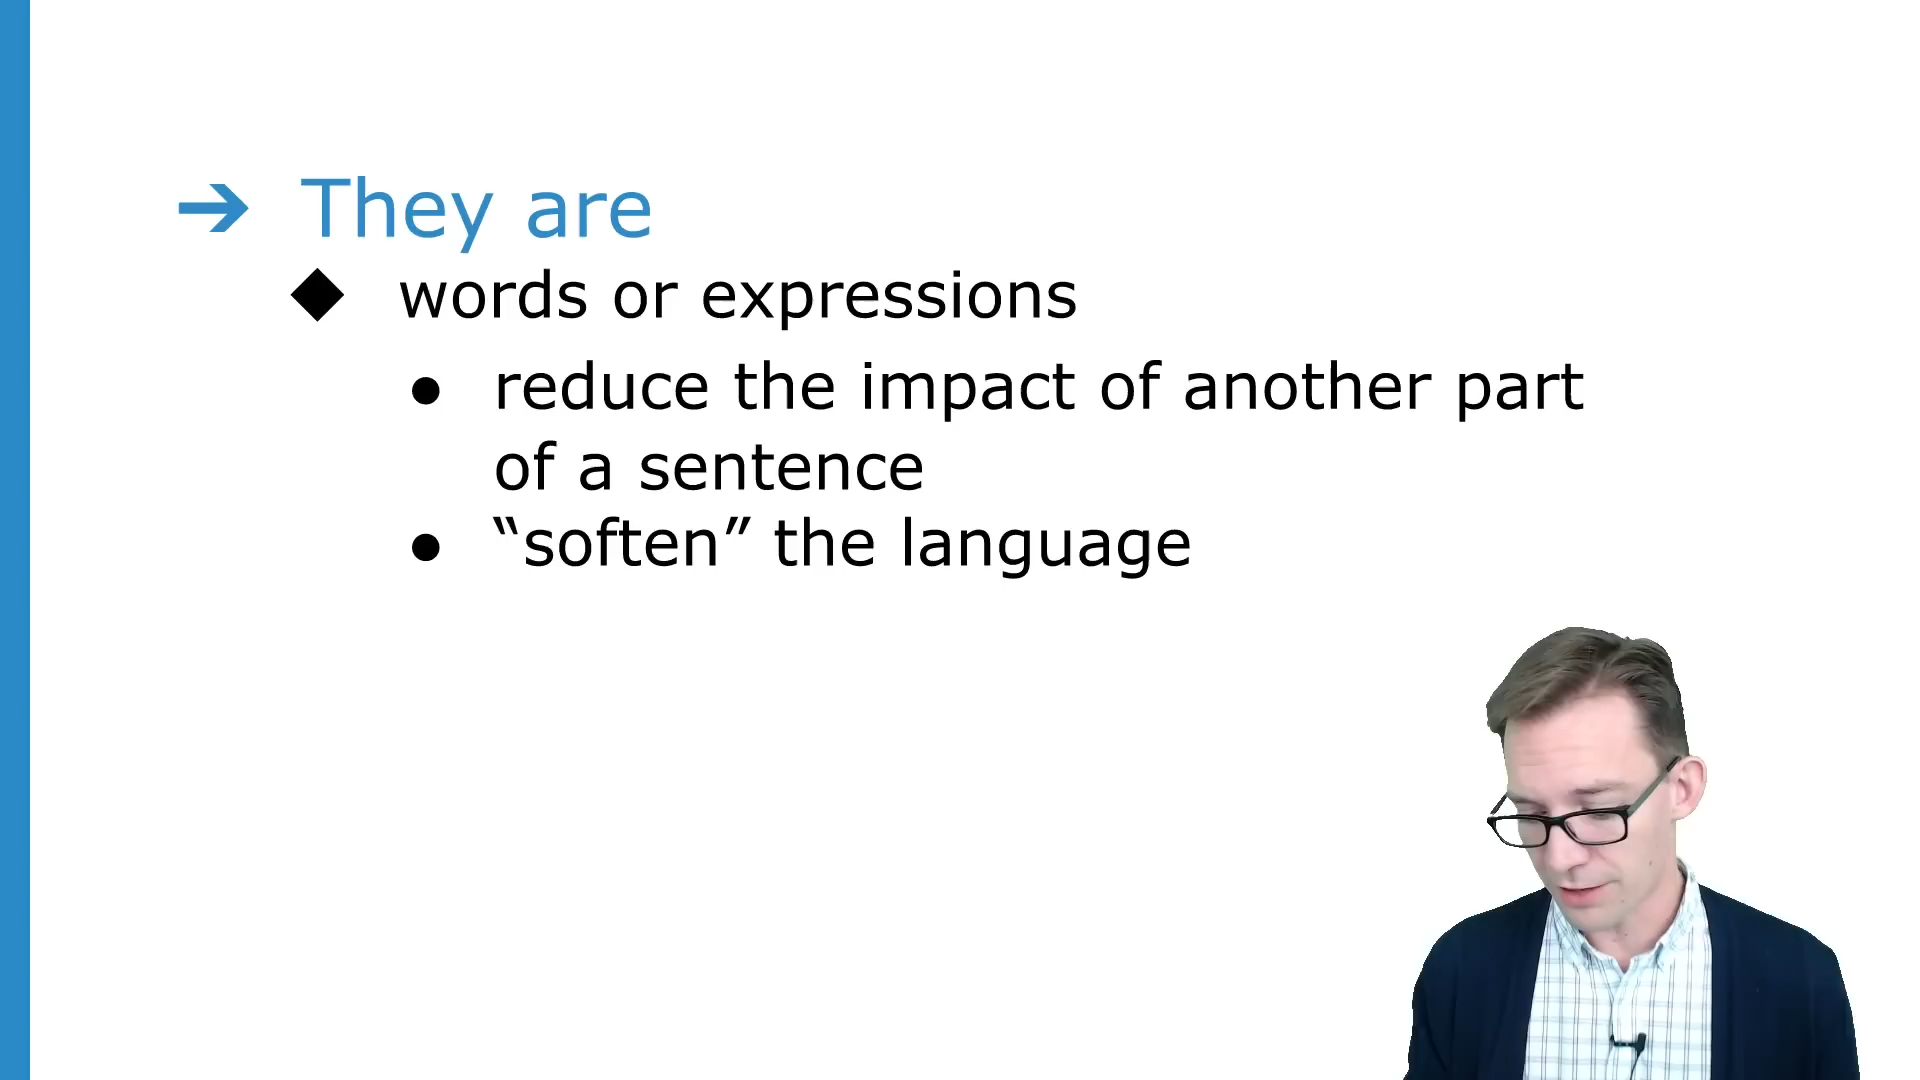 ➔ They are
◆ words or expressions
● reduce the impact of another part
of a sentence
● “soften” the language